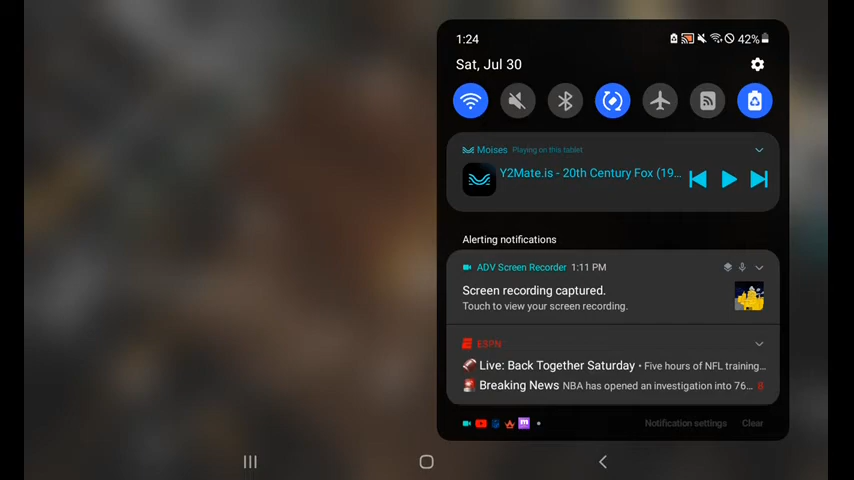 1:24
42%
Sat, Jul 30
Moises Playing on this tablet
Y2Mate.is - 20th Century Fox (19...
Alerting notifications
ADV Screen Recorder 1:11 PM
Screen recording captured.
Touch to view your screen recording.
ESPN
Live: Back Together Saturday • Five hours of NFL training...
Breaking News NBA has opened an investigation into 76... 8
Notification settings Clear